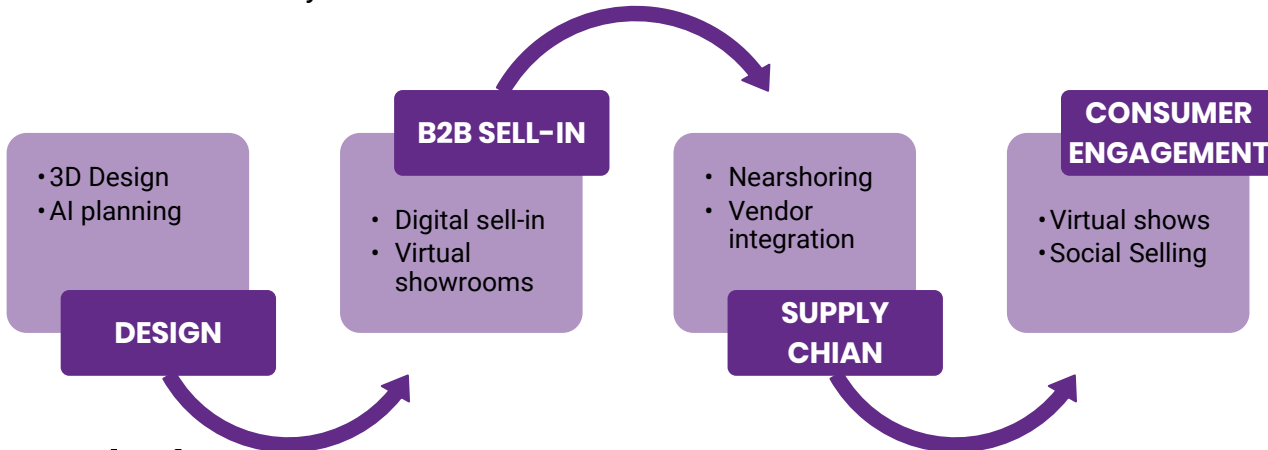 • 3D Design
• AI planning
DESIGN
B2B SELL-IN
• Digital sell-in
• Virtual
showrooms
• Nearshoring
• Vendor
integration
SUPPLY
CHIAN
CONSUMER
ENGAGEMENT
• Virtual shows
• Social Selling